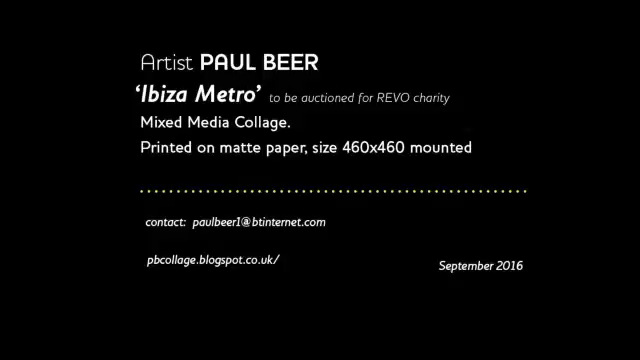 Artist PAUL BEER
‘Ibiza Metro’ to be auctioned for REVO charity
Mixed Media Collage.
Printed on matte paper, size 460x460 mounted
contact: paulbeer1@btinternet.com
pbcollage.blogspot.co.uk/
September 2016